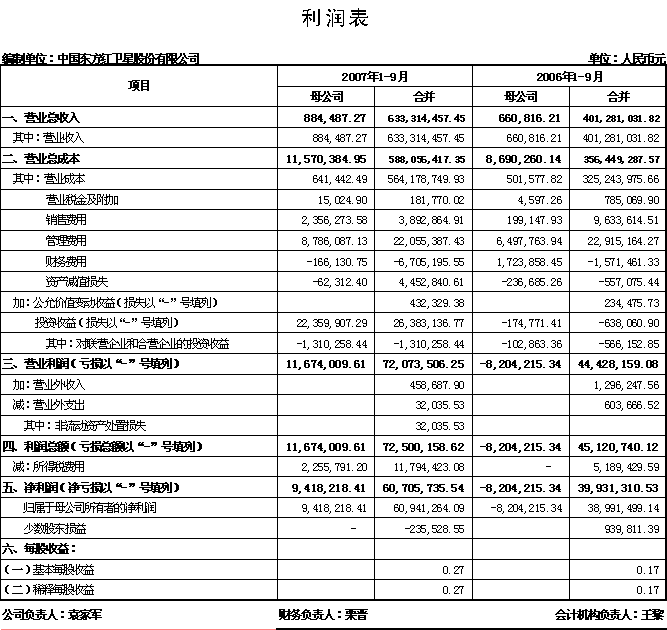 利润表
编制单位：中国东方红卫星股份有限公司 单位：人民币元
项目 2007年1-9月 2006年1-9月
母公司 合并 母公司 合并
一、营业总收入 884,487.27 633,314,457.45 660,816.21 401,281,031.82
其中：营业收入 884,487.27 633,314,457.45 660,816.21 401,281,031.82
二、营业总成本 11,570,384.95 588,056,417.35 8,690,260.14 356,449,287.57
其中：营业成本 641,442.49 564,178,749.93 501,577.82 325,243,975.66
营业税金及附加 15,024.90 181,770.02 4,597.26 785,069.90
销售费用 2,356,273.58 3,892,864.91 199,147.93 9,633,614.51
管理费用 8,786,087.13 22,055,387.43 6,497,763.94 22,915,164.27
财务费用 -166,130.75 -6,705,195.55 1,723,858.45 -1,571,461.33
资产减值损失 -62,312.40 4,452,840.61 -236,685.26 -557,075.44
加：公允价值变动收益（损失以“-”号填列） 432,329.38 234,475.73
投资收益（损失以“-”号填列） 22,359,907.29 26,383,136.77 -174,771.41 -638,060.90
其中：对联营企业和合营企业的投资收益 -1,310,258.44 -1,310,258.44 -102,863.36 -566,152.85
三、营业利润（亏损以“-”号填列） 11,674,009.61 72,073,506.25 -8,204,215.34 44,428,159.08
加：营业外收入 458,687.90 1,296,247.56
减：营业外支出 32,035.53 603,666.52
其中：非流动资产处置损失 32,035.53
四、利润总额（亏损总额以“-”号填列） 11,674,009.61 72,500,158.62 -8,204,215.34 45,120,740.12
减：所得税费用 2,255,791.20 11,794,423.08 - 5,189,429.59
五、净利润（净亏损以“-”号填列） 9,418,218.41 60,705,735.54 -8,204,215.34 39,931,310.53
归属于母公司所有者的净利润 9,418,218.41 60,941,264.09 -8,204,215.34 38,991,499.14
少数股东损益 - -235,528.55 939,811.39
六、每股收益：
（一）基本每股收益 0.27 0.17
（二）稀释每股收益 0.27 0.17
公司负责人：袁家军 财务负责人：栗晋 会计机构负责人：王黎